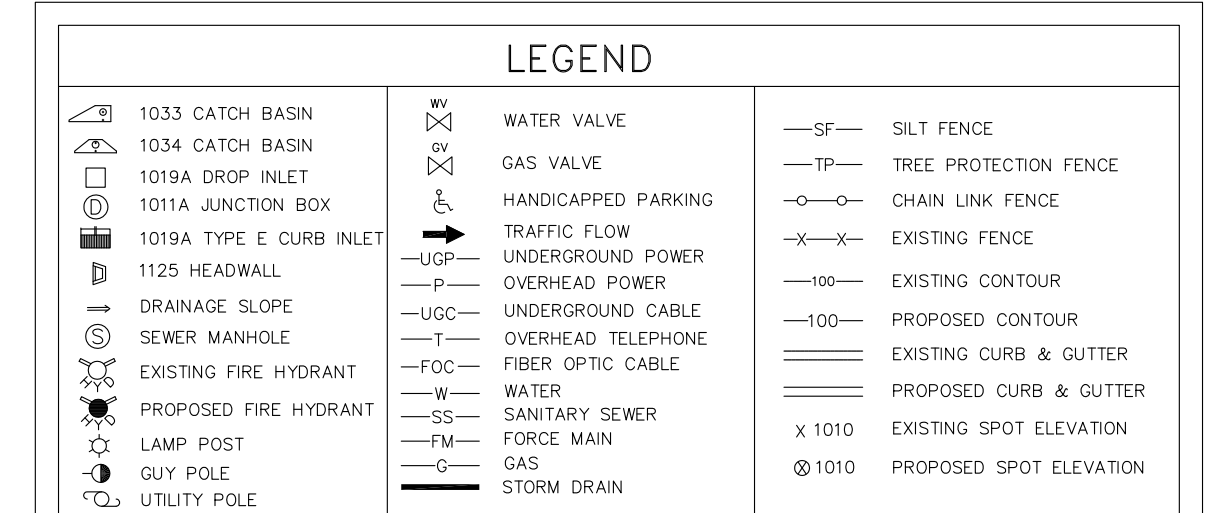 LEGEND
1033 CATCH BASIN
1034 CATCH BASIN
1019A DROP INLET
D 1011A JUNCTION BOX
1019A TYPE E CURB INLET
1125 HEADWALL
DRAINAGE SLOPE
S SEWER MANHOLE
EXISTING FIRE HYDRANT
PROPOSED FIRE HYDRANT
LAMP POST
GUY POLE
UTILITY POLE
WV
WATER VALVE
GV
GAS VALVE
HANDICAPPED PARKING
TRAFFIC FLOW
UGP UNDERGROUND POWER
P OVERHEAD POWER
UGC UNDERGROUND CABLE
T OVERHEAD TELEPHONE
FOC FIBER OPTIC CABLE
W WATER
SS SANITARY SEWER
FM FORCE MAIN
G GAS
STORM DRAIN
SF SILT FENCE
TP TREE PROTECTION FENCE
CHAIN LINK FENCE
X X EXISTING FENCE
100 EXISTING CONTOUR
100 PROPOSED CONTOUR
EXISTING CURB & GUTTER
PROPOSED CURB & GUTTER
X 1010 EXISTING SPOT ELEVATION
1010 PROPOSED SPOT ELEVATION